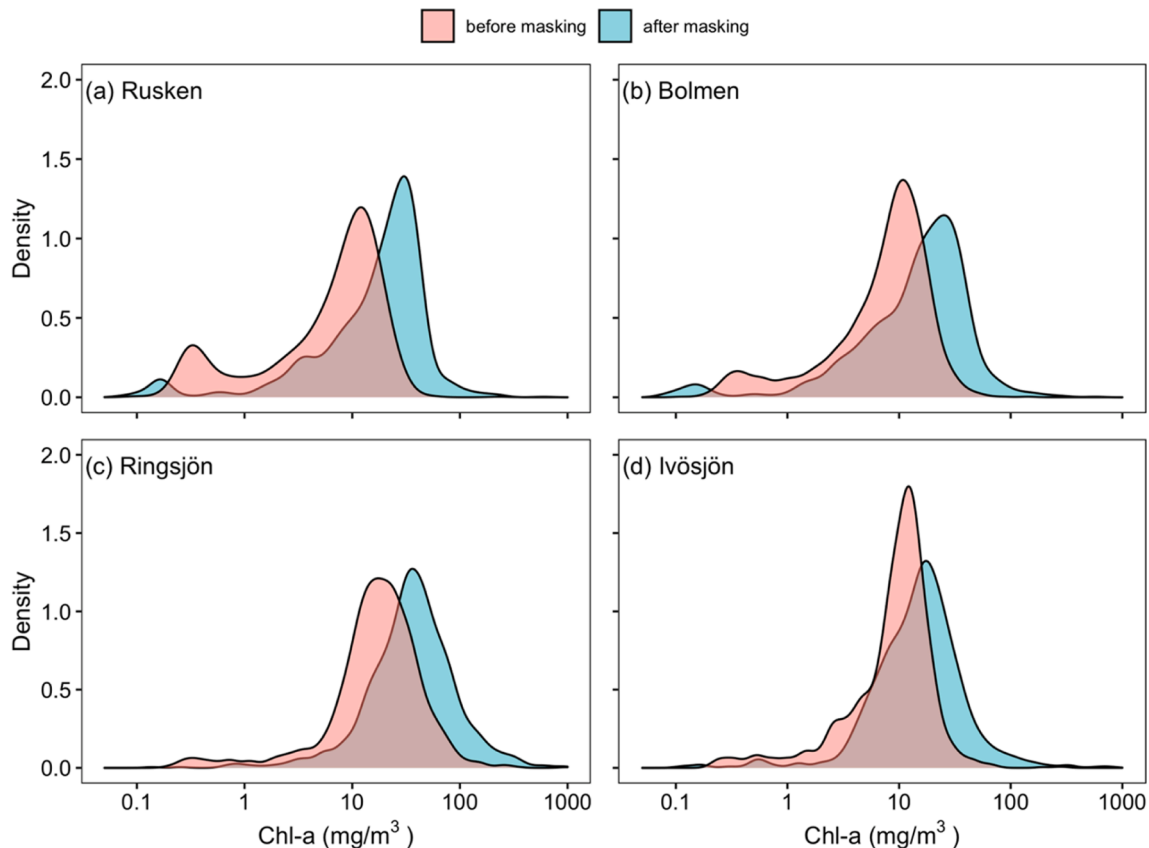 before masking after masking
(a) Rusken (b) Bolmen
2.0
1.5
1.0
0.5
0.0
Density
(c) Ringsjön (d) Ivösjön
2.0
1.5
1.0
0.5
0.0
Density
0.1 1 10 100 1000 0.1 1 10 100 1000
Chl-a (mg/m³ ) Chl-a (mg/m³ )